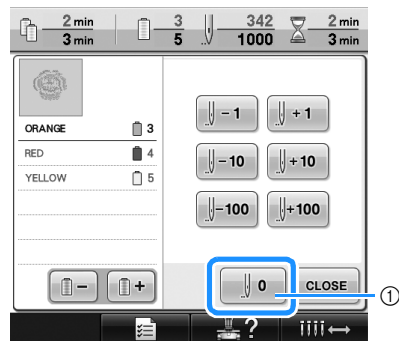 2 min 3 342 2 min
3 min 5 1000 3 min
-1 +1
ORANGE 3
RED 4
-10 +10
YELLOW 5
-100 +100
- + 0 CLOSE
①
?